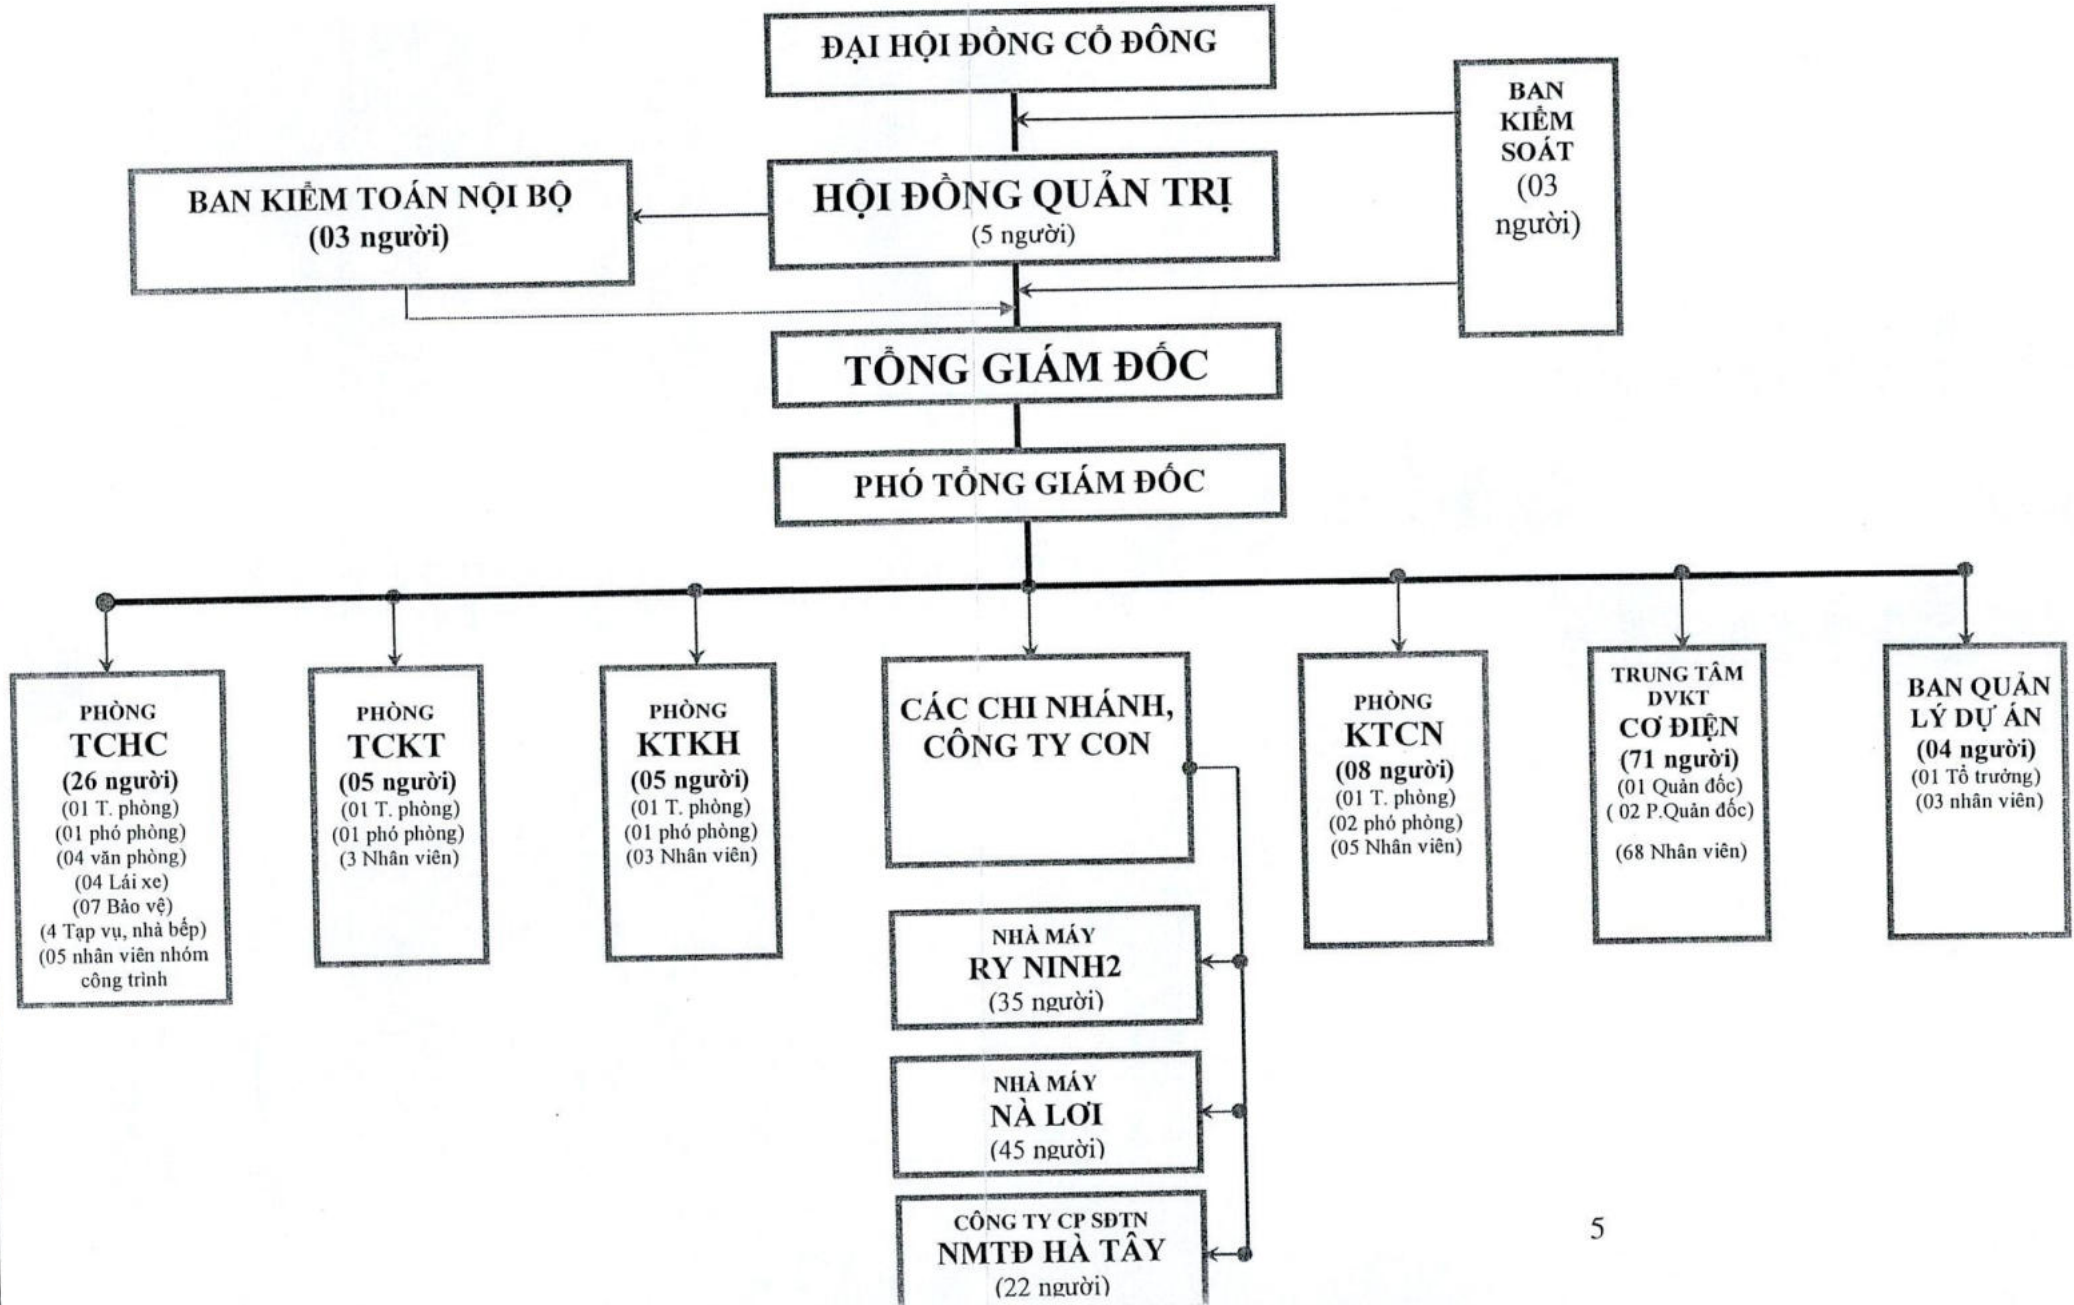 ĐẠI HỘI ĐỒNG CỔ ĐÔNG
BAN
KIỂM
SOÁT
(03
người)
BAN KIỂM TOÁN NỘI BỘ
(03 người)
HỘI ĐỒNG QUẢN TRỊ
(5 người)
TỔNG GIÁM ĐỐC
PHÓ TỔNG GIÁM ĐỐC
PHÒNG
TCHC
(26 người)
(01 T. phòng)
(01 phó phòng)
(04 văn phòng)
(04 Lái xe)
(07 Bảo vệ)
(4 Tạp vụ, nhà bếp)
(05 nhân viên nhóm
công trình
PHÒNG
TCKT
(05 người)
(01 T. phòng)
(01 phó phòng)
(3 Nhân viên)
PHÒNG
KTKH
(05 người)
(01 T. phòng)
(01 phó phòng)
(03 Nhân viên)
CÁC CHI NHÁNH,
CÔNG TY CON
PHÒNG
KTCN
(08 người)
(01 T. phòng)
(02 phó phòng)
(05 Nhân viên)
TRUNG TÂM
DVKT
CƠ ĐIỆN
(71 người)
(01 Quản đốc)
( 02 P.Quản đốc)
(68 Nhân viên)
BAN QUẢN
LÝ DỰ ÁN
(04 người)
(01 Tổ trưởng)
(03 nhân viên)
NHÀ MÁY
RY NINH2
(35 người)
NHÀ MÁY
NÀ LƠI
(45 người)
CÔNG TY CP SĐTN
NMTĐ HÀ TÂY
(22 người)
5